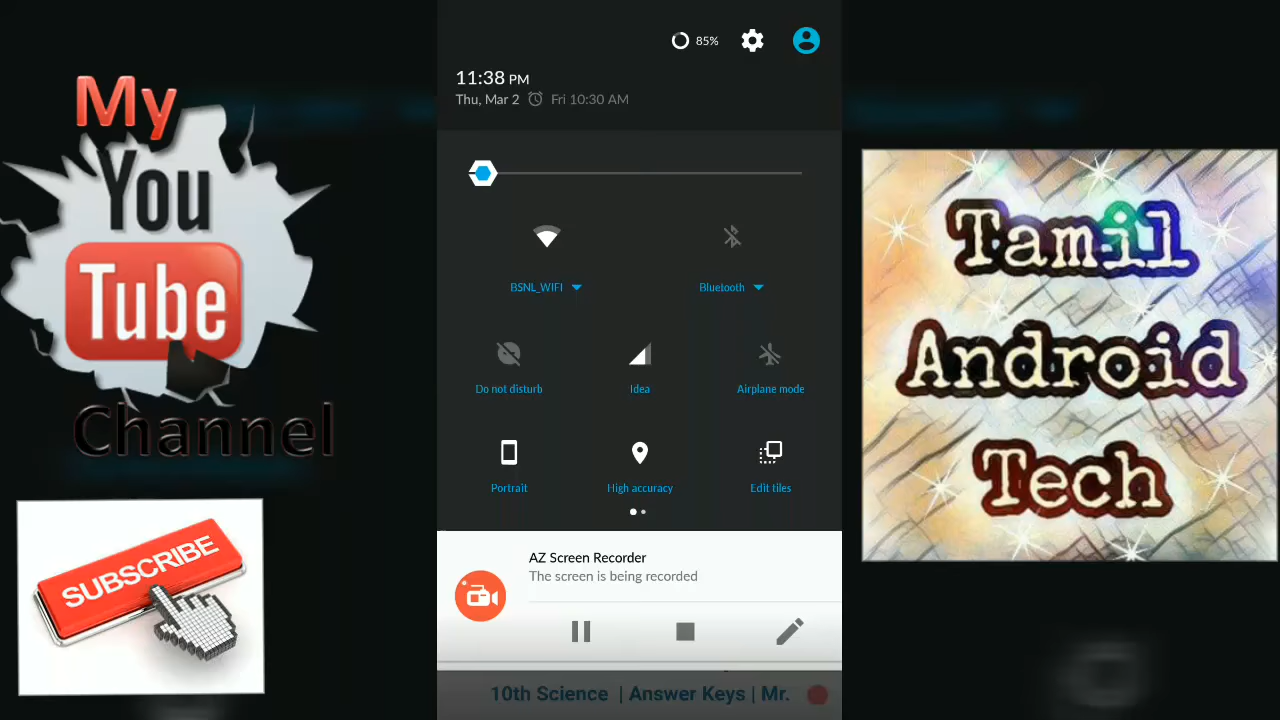 My
You
Tube
Channel
SUBSCRIBE
85%
11:38 PM
Thu, Mar 2 Fri 10:30 AM
BSNL_WIFI
Bluetooth
Do not disturb
Idea
Airplane mode
Portrait
High accuracy
Edit tiles
AZ Screen Recorder
The screen is being recorded
10th Science | Answer Keys | Mr.
Tamil
Android
Tech